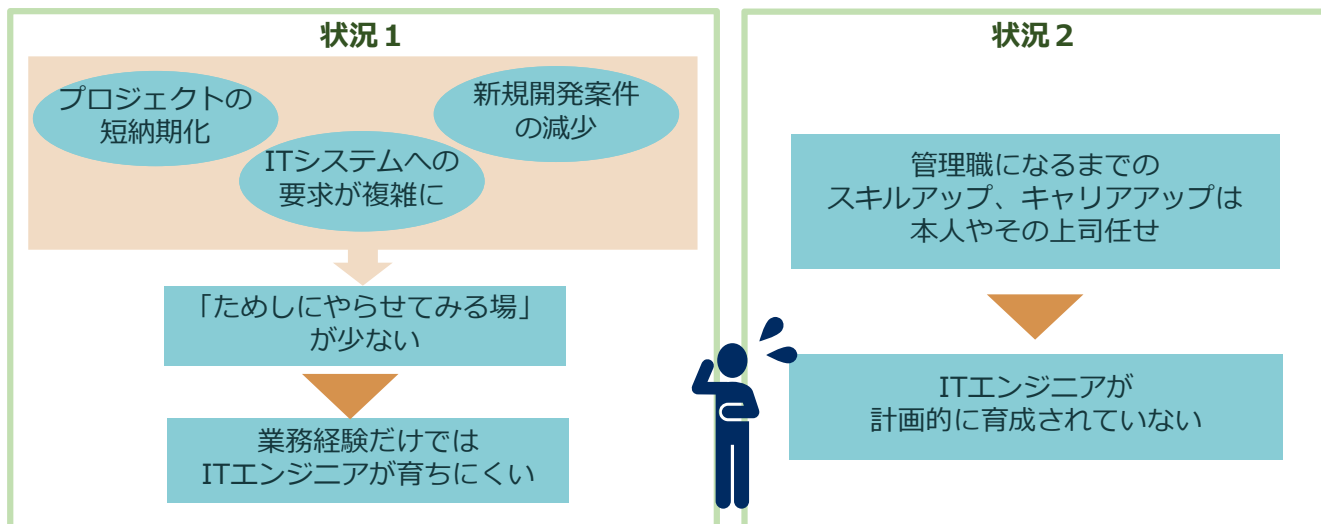 状況１
プロジェクトの
短納期化
新規開発案件
の減少
ITシステムへの
要求が複雑に
「ためしにやらせてみる場」
が少ない
業務経験だけでは
ITエンジニアが育ちにくい
状況２
管理職になるまでの
スキルアップ、キャリアアップは
本人やその上司任せ
ITエンジニアが
計画的に育成されていない